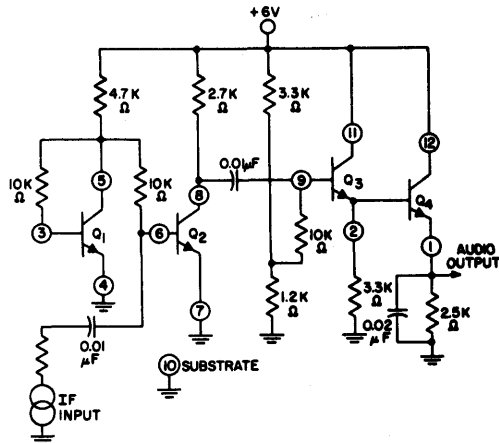 +6V
4.7K
Ω
2.7K
Ω
3.3K
Ω
11
12
10K
Ω
5
10K
Ω
0.01μF
9
Q3
Q4
3
Q1
6
8
Q2
10K
Ω
2
1
AUDIO
OUTPUT
4
7
1.2K
Ω
3.3K
Ω
0.02
μF
2.5K
Ω
0.01
μF
10 SUBSTRATE
IF
INPUT